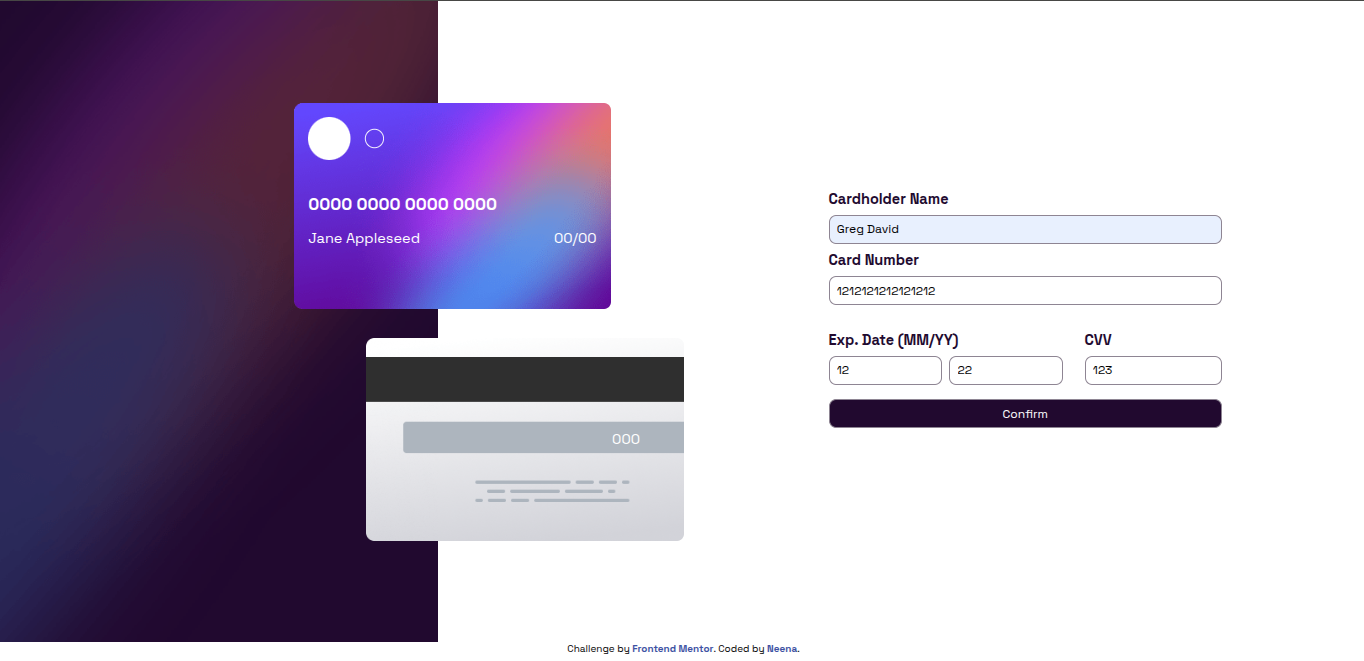 0000 0000 0000 0000
Jane Appleseed 00/00
000
Cardholder Name
Greg David
Card Number
1212121212121212
Exp. Date (MM/YY) CVV
12 22 123
Confirm
Challenge by Frontend Mentor. Coded by Neena.